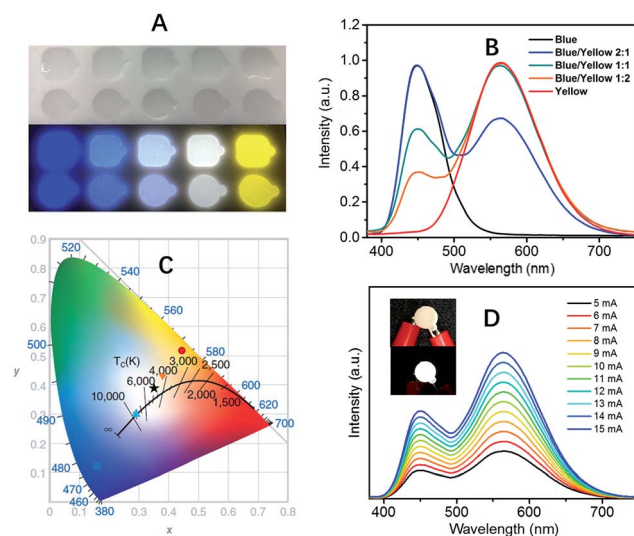 A
B
1.2
1.0
0.8
0.6
0.4
0.2
0.0
Intensity (a.u.)
400
500
600
700
Wavelength (nm)
Blue
Blue/Yellow 2:1
Blue/Yellow 1:1
Blue/Yellow 1:2
Yellow
C
0.9
0.8
0.7
0.6
0.5
0.4
0.3
0.2
0.1
y
0.1
0.2
0.3
0.4
0.5
0.6
0.7
0.8
x
520
540
560
580
600
620
700
500
490
480
470
460
380
Tc(K)
∞
10,000
6,000
4,000
3,000
2,500
2,000
1,500
D
Intensity (a.u.)
400
500
600
700
Wavelength (nm)
5 mA
6 mA
7 mA
8 mA
9 mA
10 mA
11 mA
12 mA
13 mA
14 mA
15 mA